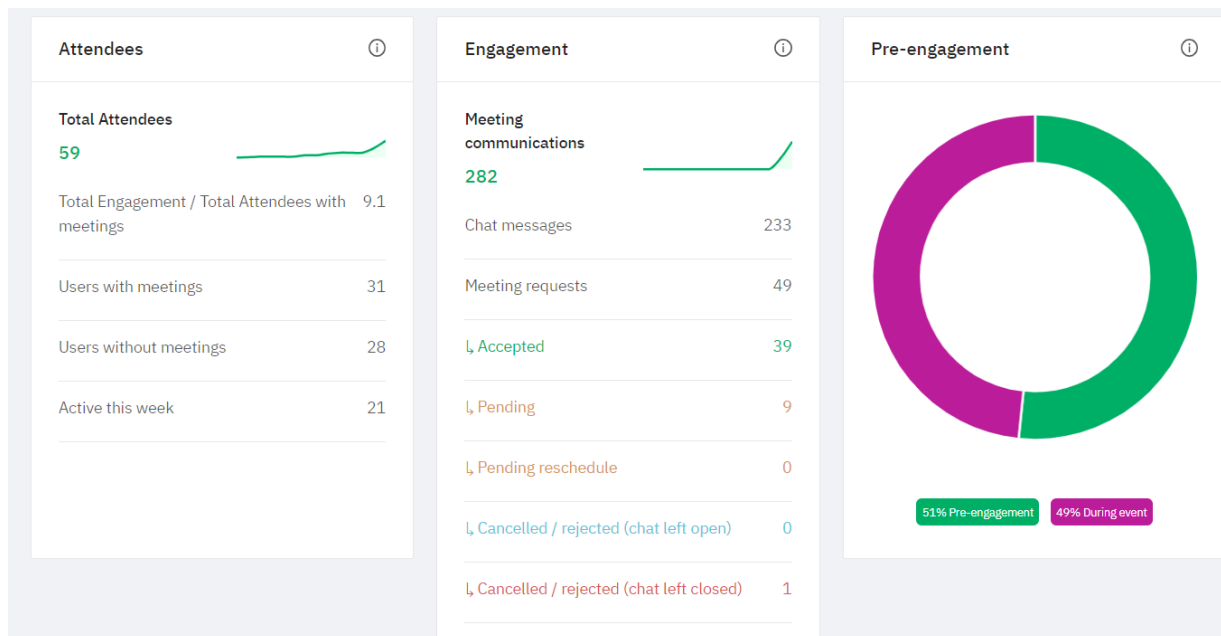 Attendees
Total Attendees
59
Total Engagement / Total Attendees with 9.1
meetings
Users with meetings 31
Users without meetings 28
Active this week 21
Engagement
Meeting
communications
282
Chat messages 233
Meeting requests 49
↳ Accepted 39
↳ Pending 9
↳ Pending reschedule 0
↳ Cancelled / rejected (chat left open) 0
↳ Cancelled / rejected (chat left closed) 1
Pre-engagement
51% Pre-engagement 49% During event